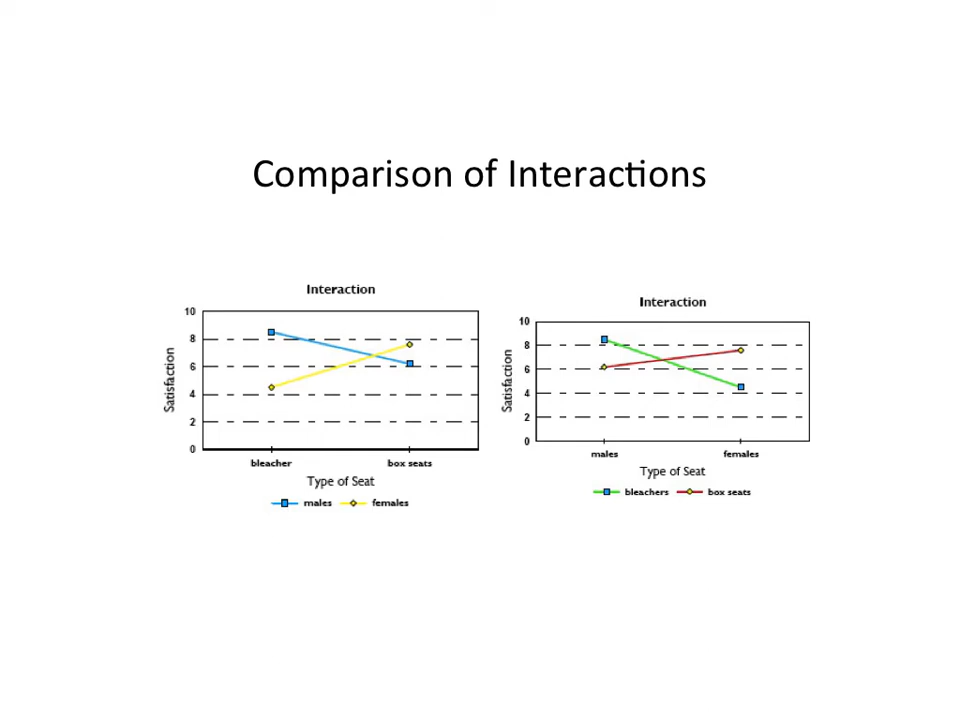 Comparison of Interactions
Interaction
10
8
6
4
2
0
Satisfaction
bleacher box seats
Type of Seat
males females
Interaction
10
8
6
4
2
0
Satisfaction
males females
Type of Seat
bleachers box seats